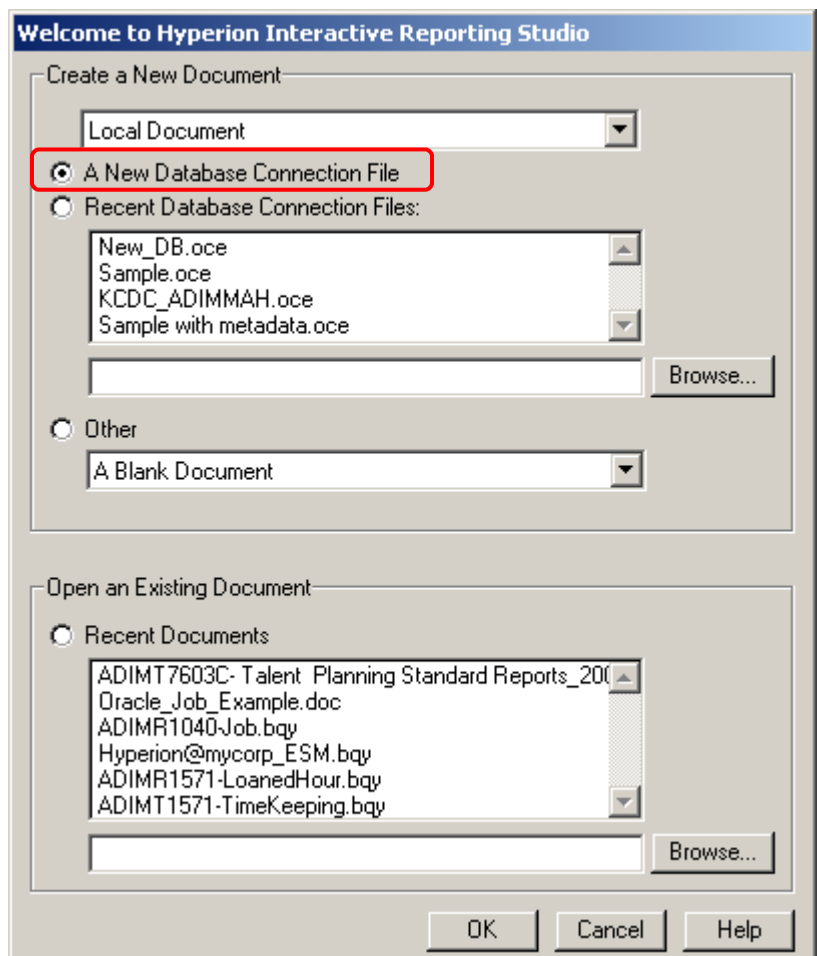 Welcome to Hyperion Interactive Reporting Studio
Create a New Document
Local Document
A New Database Connection File
Recent Database Connection Files:
New_DB.oce
Sample.oce
KCDC_ADIMMAH.oce
Sample with metadata.oce
Browse...
Other
A Blank Document
Open an Existing Document
Recent Documents
ADIMT7603C- Talent  Planning Standard Reports_200
Oracle_Job_Example.doc
ADIMR1040-Job.bqy
Hyperion@mycorp_ESM.bqy
ADIMR1571-LoanedHour.bqy
ADIMT1571-TimeKeeping.bqy
Browse...
OK Cancel Help